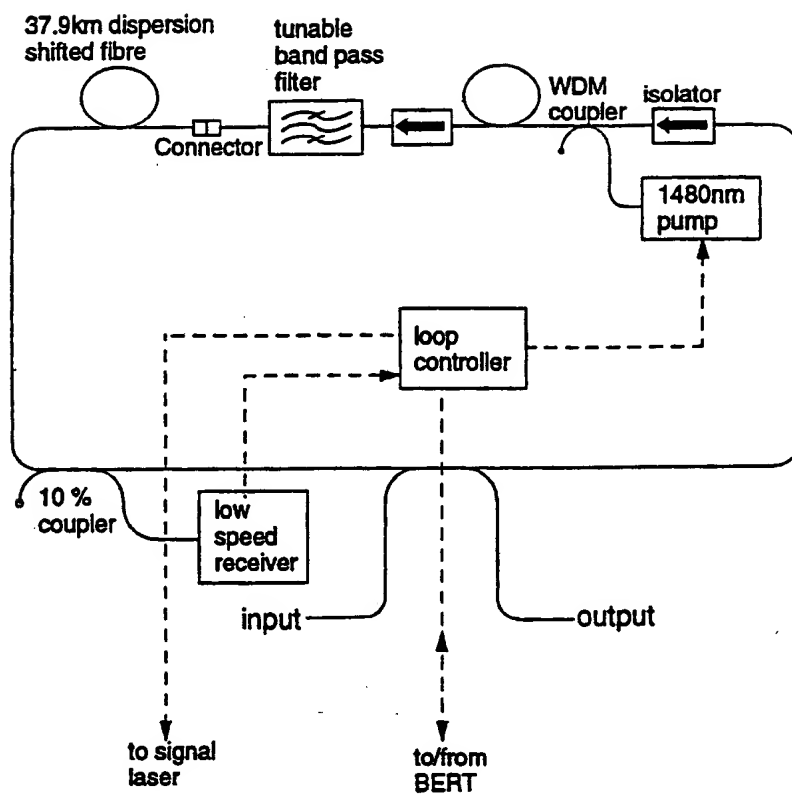 37.9km dispersion
shifted fibre
tunable
band pass
filter
WDM
coupler
isolator
Connector
1480nm
pump
loop
controller
10 %
coupler
low
speed
receiver
input
output
to signal
laser
to/from
BERT